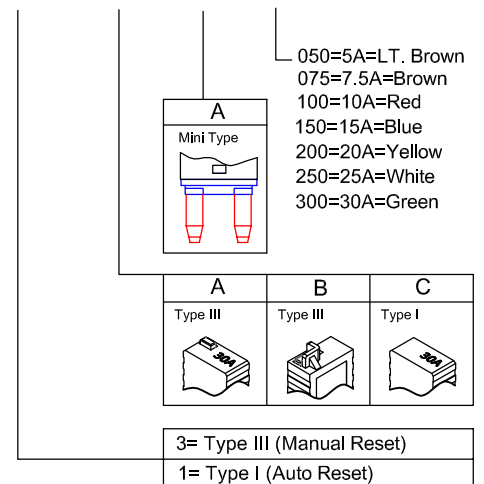 050=5A=LT. Brown
075=7.5A=Brown
100=10A=Red
150=15A=Blue
200=20A=Yellow
250=25A=White
300=30A=Green
A
Mini Type
A B C
Type III Type III Type I
30A 30A
3= Type III (Manual Reset)
1= Type I (Auto Reset)